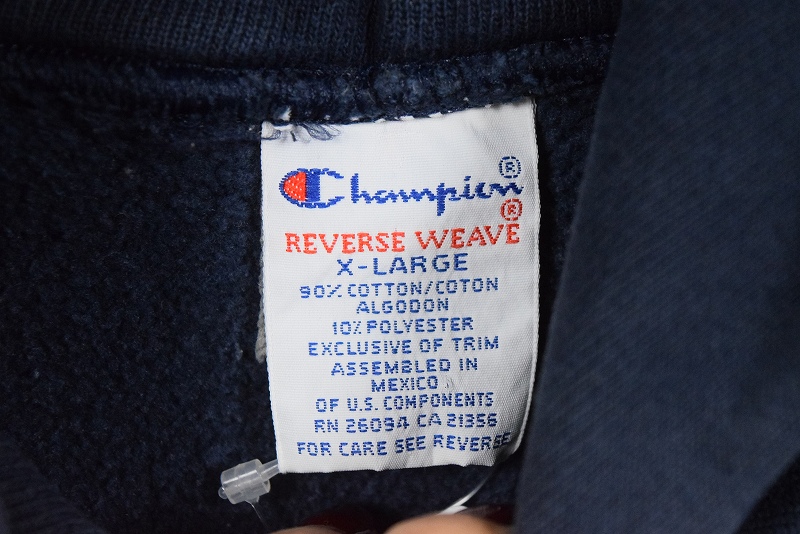 Champion®
REVERSE WEAVE®
X-LARGE
90% COTTON/COTON
ALGODON
10% POLYESTER
EXCLUSIVE OF TRIM
ASSEMBLED IN
MEXICO
OF U.S. COMPONENTS
RN 26094 CA 21356
FOR CARE SEE REVERSE